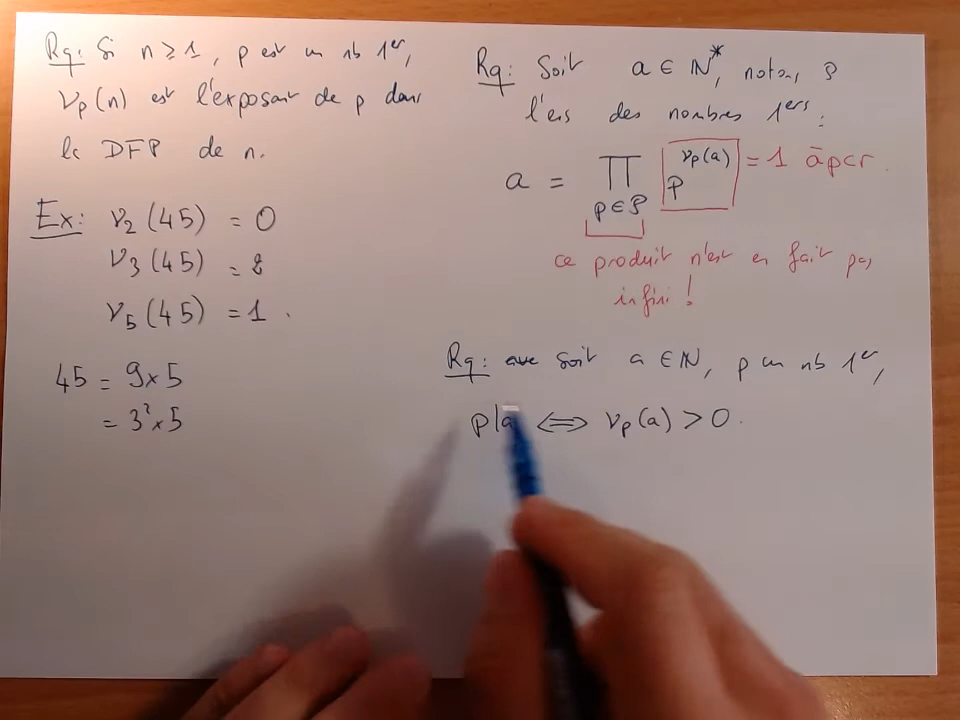 Rq: Si n ≥ 1, p est un nb 1er,
νp(n) est l'exposant de p dans
la DFP de n.
Ex: ν2(45) = 0
ν3(45) = 2
ν5(45) = 1.
45 = 9×5
= 3²×5
Rq: Soit a ∈ ℕ*, notons P
l'ens des nombres 1ers:
a = ∏ p^νp(a) = 1 àpcr.
p∈P
ce produit n'est en fait pas
infini!
Rq: soit a ∈ ℕ, p un nb 1er,
p|a ⟺ νp(a) > 0.